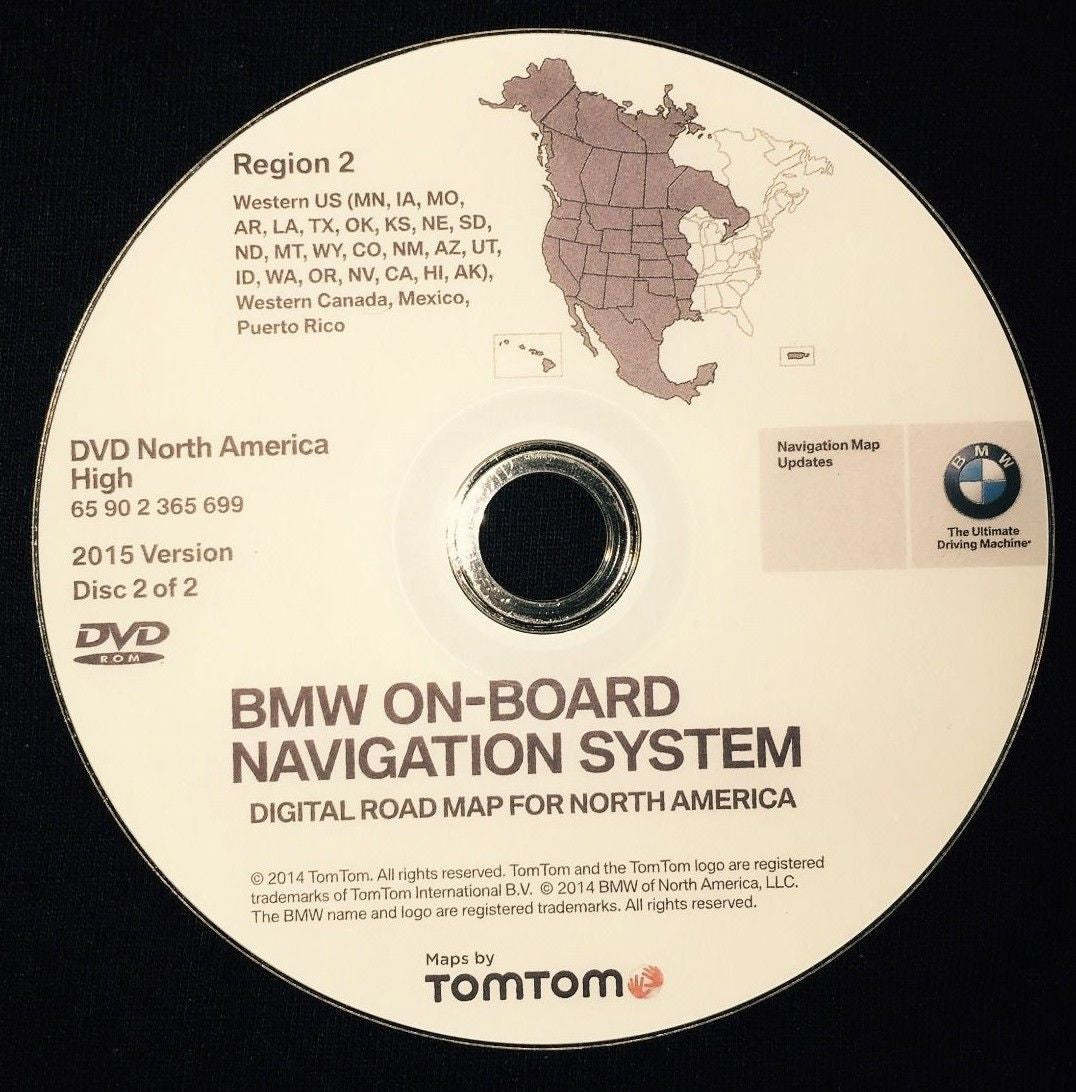 Region 2
Western US (MN, IA, MO,
AR, LA, TX, OK, KS, NE, SD,
ND, MT, WY, CO, NM, AZ, UT,
ID, WA, OR, NV, CA, HI, AK),
Western Canada, Mexico,
Puerto Rico
DVD North America
High
65 90 2 365 699
2015 Version
Disc 2 of 2
DVD
ROM
Navigation Map
Updates
BMW
The Ultimate
Driving Machine®
BMW ON-BOARD
NAVIGATION SYSTEM
DIGITAL ROAD MAP FOR NORTH AMERICA
© 2014 TomTom. All rights reserved. TomTom and the TomTom logo are registered
trademarks of TomTom International B.V. © 2014 BMW of North America, LLC.
The BMW name and logo are registered trademarks. All rights reserved.
Maps by
TOMTOM